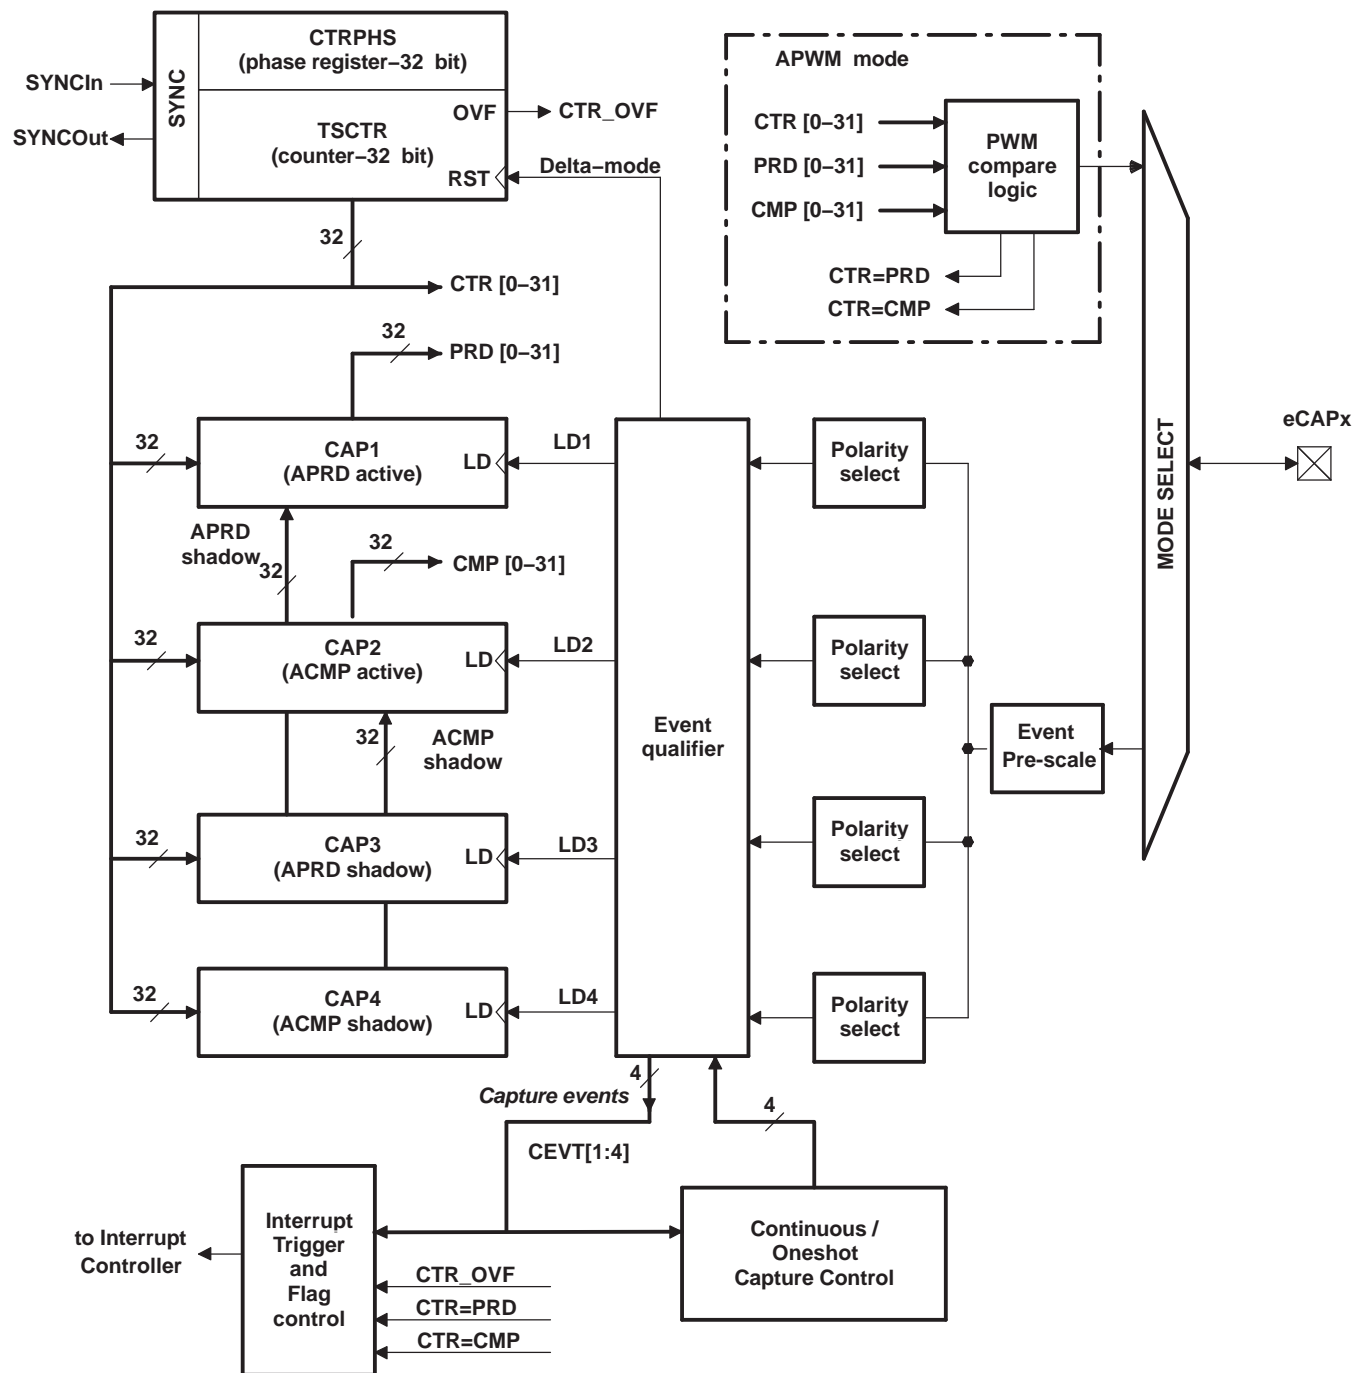 CTRPHS
(phase register−32 bit)
APWM mode
SYNCIn
SYNC
OVF
CTR_OVF
SYNCOut
TSCTR
(counter−32 bit)
RST
Delta−mode
CTR [0−31]
PRD [0−31]
CMP [0−31]
PWM
compare
logic
CTR=PRD
CTR=CMP
32
CTR [0−31]
32
PRD [0−31]
32
CAP1
(APRD active)
LD
LD1
Polarity
select
eCAPx
MODE SELECT
APRD
shadow
32
32
CMP [0−31]
32
CAP2
(ACMP active)
LD
LD2
Polarity
select
32
ACMP
shadow
Event
qualifier
Event
Pre-scale
32
CAP3
(APRD shadow)
LD
LD3
Polarity
select
32
CAP4
(ACMP shadow)
LD
LD4
Polarity
select
4
Capture events
CEVT[1:4]
4
to Interrupt
Controller
Interrupt
Trigger
and
Flag
control
Continuous /
Oneshot
Capture Control
CTR_OVF
CTR=PRD
CTR=CMP